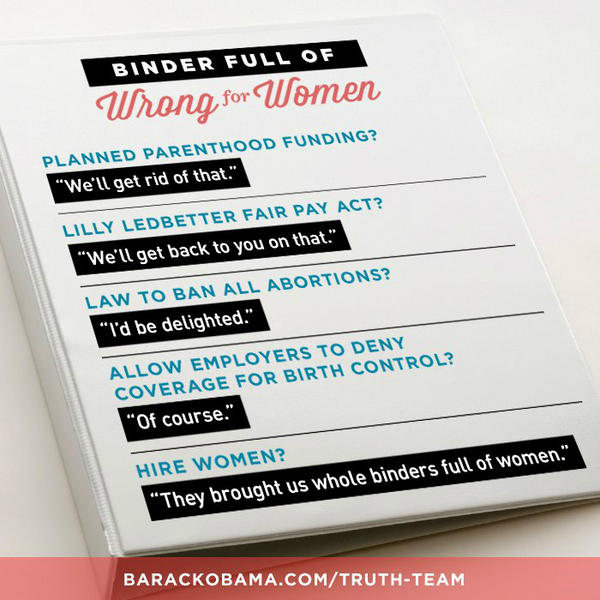 BINDER FULL OF
Wrong for Women
PLANNED PARENTHOOD FUNDING?
“We’ll get rid of that.”
LILLY LEDBETTER FAIR PAY ACT?
“We’ll get back to you on that.”
LAW TO BAN ALL ABORTIONS?
“I’d be delighted.”
ALLOW EMPLOYERS TO DENY
COVERAGE FOR BIRTH CONTROL?
“Of course.”
HIRE WOMEN?
“They brought us whole binders full of women.”
BARACKOBAMA.COM/TRUTH-TEAM